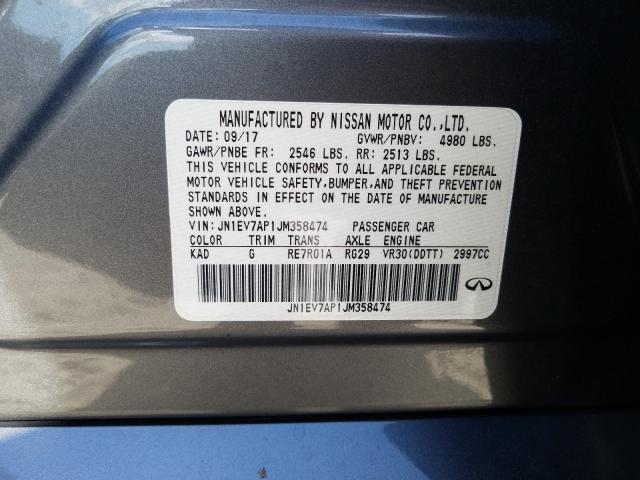 MANUFACTURED BY NISSAN MOTOR CO.,LTD.
DATE: 09/17 GVWR/PNBV: 4980 LBS.
GAWR/PNBE FR: 2546 LBS. RR: 2513 LBS.
THIS VEHICLE CONFORMS TO ALL APPLICABLE FEDERAL
MOTOR VEHICLE SAFETY,BUMPER,AND THEFT PREVENTION
STANDARDS IN EFFECT ON THE DATE OF MANUFACTURE
SHOWN ABOVE.
VIN: JN1EV7AP1JM358474 PASSENGER CAR
COLOR TRIM TRANS AXLE ENGINE
KAD G RE7R01A RG29 VR30(DDTT) 2997CC
JN1EV7AP1JM358474